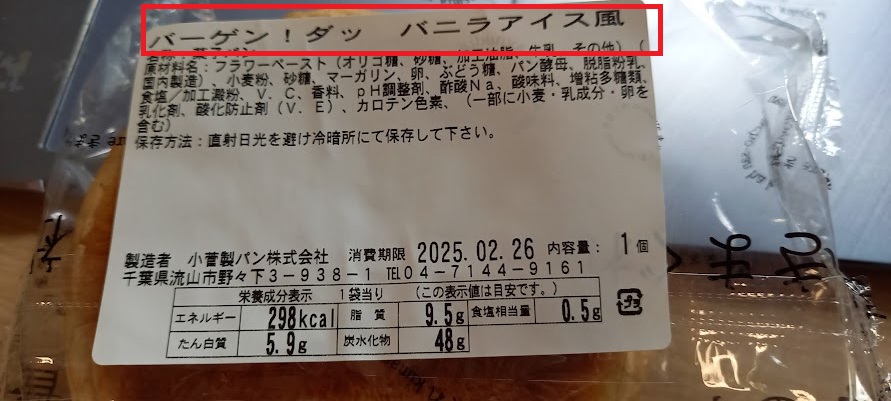 バーゲン！ダッ　バニラアイス風
名称：菓子パン
原材料名：フラワーペースト（オリゴ糖、砂糖、加工油脂、牛乳、その他）（
国内製造）、小麦粉、砂糖、マーガリン、卵、ぶどう糖、パン酵母、脱脂粉乳、
食塩／加工澱粉、V．C、香料、pH調整剤、酢酸Na、酸味料、増粘多糖類、
乳化剤、酸化防止剤（V．E）、カロテン色素、（一部に小麦・乳成分・卵を
含む）
保存方法：直射日光を避け冷暗所にて保存して下さい。
製造者　小菅製パン株式会社　消費期限　2025.02.26　内容量：　1個
千葉県流山市野々下3－938－1 TEL04－7144－9161
栄養成分表示　1袋当り　（この表示値は目安です。）
エネルギー　298kcal　脂質　9.5g　食塩相当量　0.5g
たん白質　5.9g　炭水化物　48g
プラ